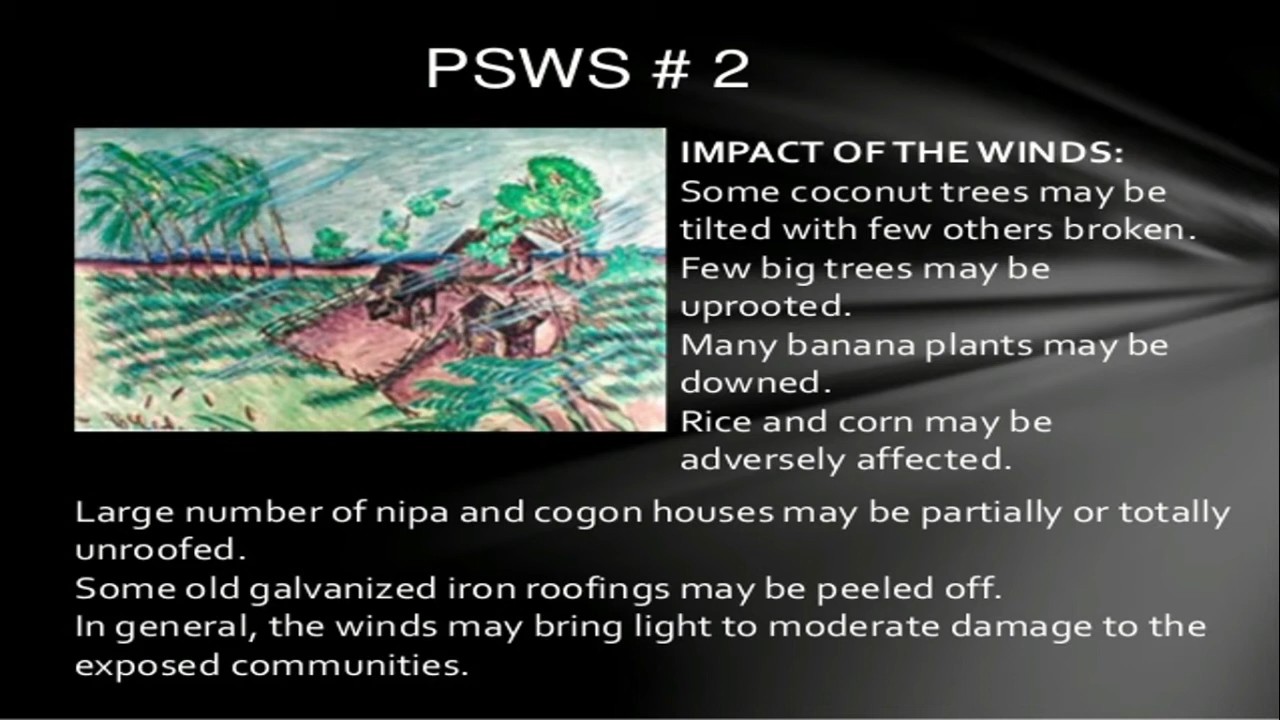 PSWS # 2
IMPACT OF THE WINDS:
Some coconut trees may be
tilted with few others broken.
Few big trees may be
uprooted.
Many banana plants may be
downed.
Rice and corn may be
adversely affected.
Large number of nipa and cogon houses may be partially or totally
unroofed.
Some old galvanized iron roofings may be peeled off.
In general, the winds may bring light to moderate damage to the
exposed communities.